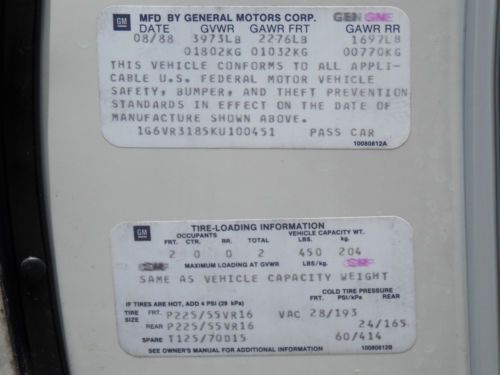 GM MFD BY GENERAL MOTORS CORP. GEN GME
DATE GVWR GAWR FRT GAWR RR
08/88 3973LB 2276LB 1697LB
01802KG 01032KG 00770KG
THIS VEHICLE CONFORMS TO ALL APPLI-
CABLE U.S. FEDERAL MOTOR VEHICLE
SAFETY, BUMPER, AND THEFT PREVENTION
STANDARDS IN EFFECT ON THE DATE OF
MANUFACTURE SHOWN ABOVE.
1G6VR3185KU100451 PASS CAR
10080812A
GM TIRE-LOADING INFORMATION
OCCUPANTS VEHICLE CAPACITY WT.
FRT. CTR. RR. TOTAL LBS. kg.
2 0 0 2 450 204
MAXIMUM LOADING AT GVWR LBS/kg.
SAME AS VEHICLE CAPACITY WEIGHT
COLD TIRE PRESSURE
IF TIRES ARE HOT, ADD 4 PSI (28 kPa) FRT. PSI/kPa REAR
TIRE SIZE FRT. P225/55VR16 VAC 28/193
REAR P225/55VR16 24/165
SPARE T125/70D15 60/414
SEE OWNER'S MANUAL FOR ADDITIONAL INFORMATION 10080812B